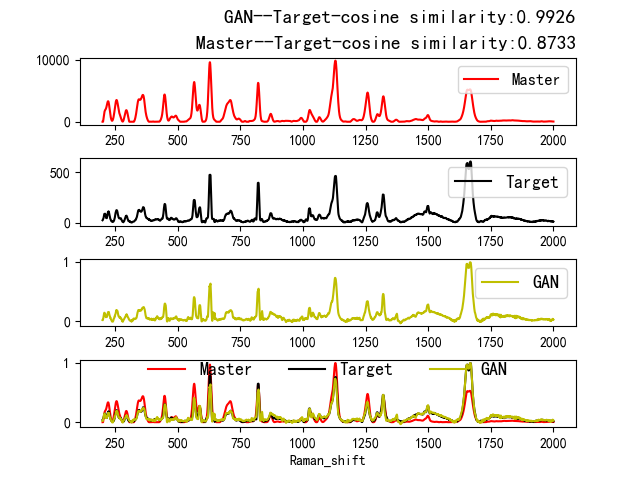 GAN--Target-cosine similarity:0.9926
Master--Target-cosine similarity:0.8733
10000
0
Master
250 500 750 1000 1250 1500 1750 2000
500
0
Target
250 500 750 1000 1250 1500 1750 2000
1
0
GAN
250 500 750 1000 1250 1500 1750 2000
1
0
Master Target GAN
250 500 750 1000 1250 1500 1750 2000
Raman_shift